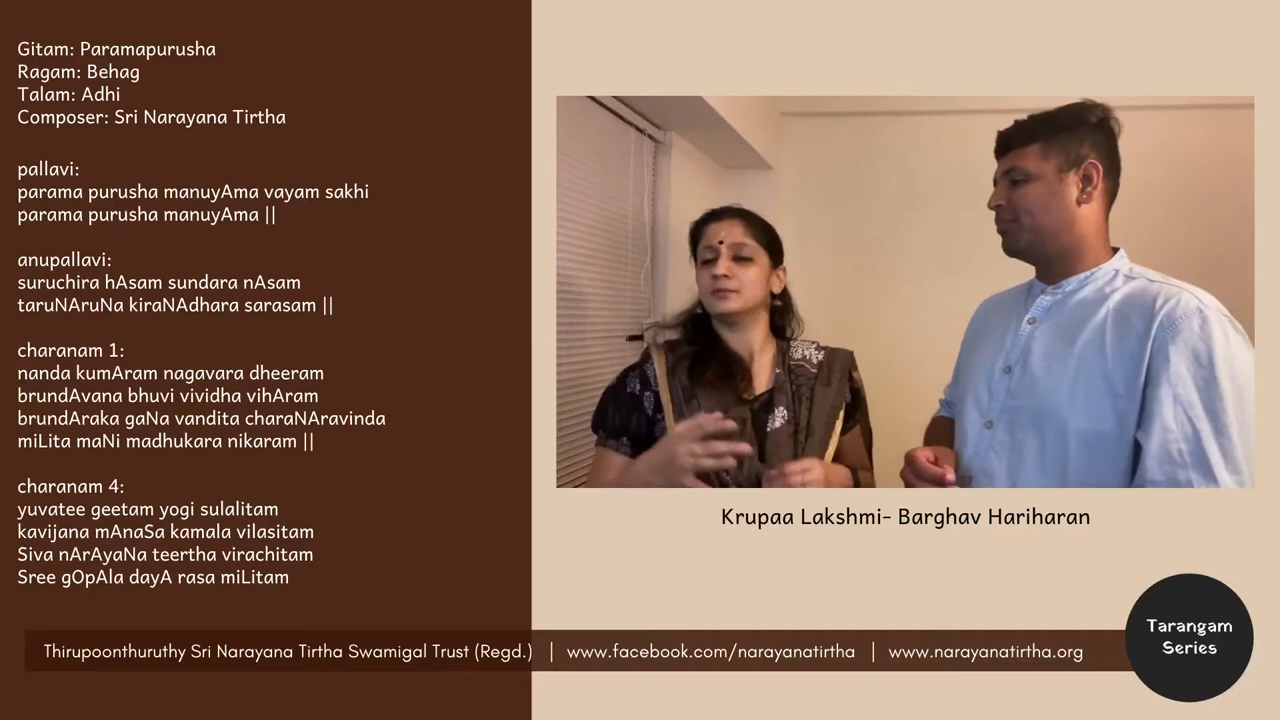 Gitam: Paramapurusha
Ragam: Behag
Talam: Adhi
Composer: Sri Narayana Tirtha
pallavi:
parama purusha manuyAma vayam sakhi
parama purusha manuyAma ||
anupallavi:
suruchira hAsam sundara nAsam
taruNAruNa kiraNAdhara sarasam ||
charanam 1:
nanda kumAram nagavara dheeram
brundAvana bhuvi vividha vihAram
brundAraka gaNa vandita charaNAravinda
miLita maNi madhukara nikaram ||
charanam 4:
yuvatee geetam yogi sulalitam
kavijana mAnaSa kamala vilasitam
Siva nArAyaNa teertha virachitam
Sree gOpAla dayA rasa miLitam
Krupaa Lakshmi- Barghav Hariharan
Thirupoonthuruthy Sri Narayana Tirtha Swamigal Trust (Regd.) | www.facebook.com/narayanatirtha | www.narayanatirtha.org
Tarangam
Series